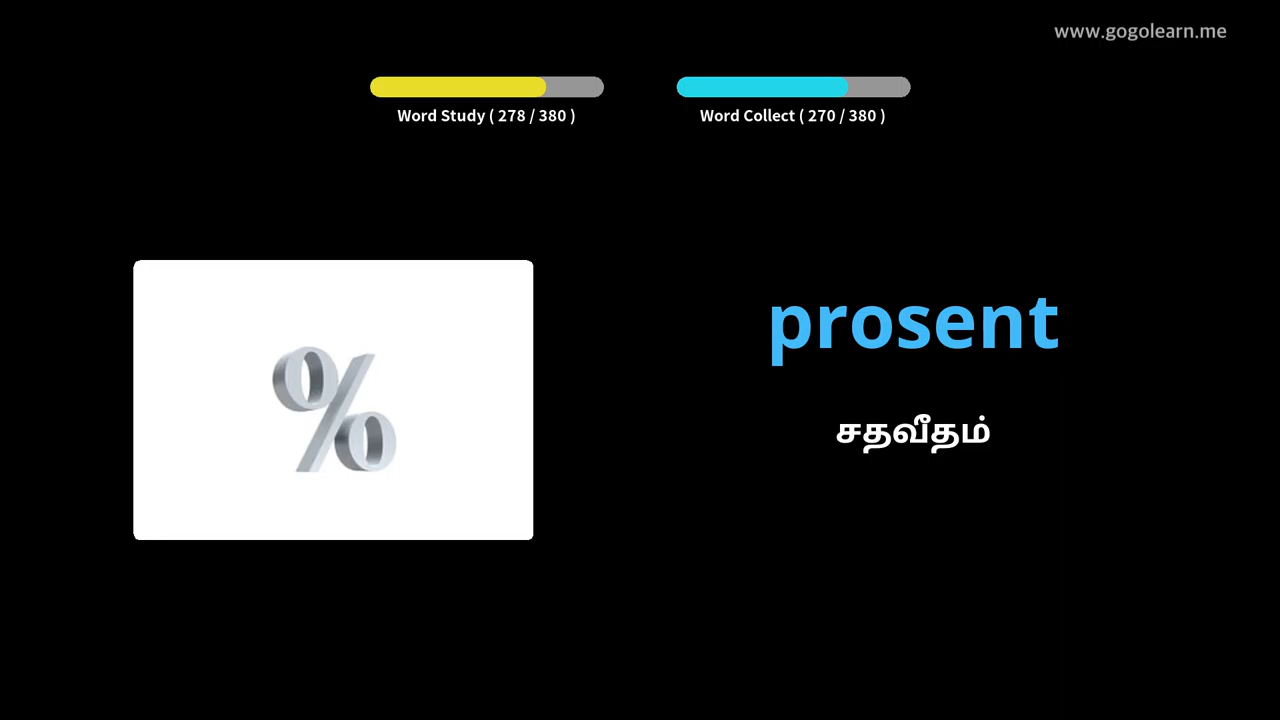 www.gogolearn.me
Word Study ( 278 / 380 )
Word Collect ( 270 / 380 )
%
prosent
சதவீதம்